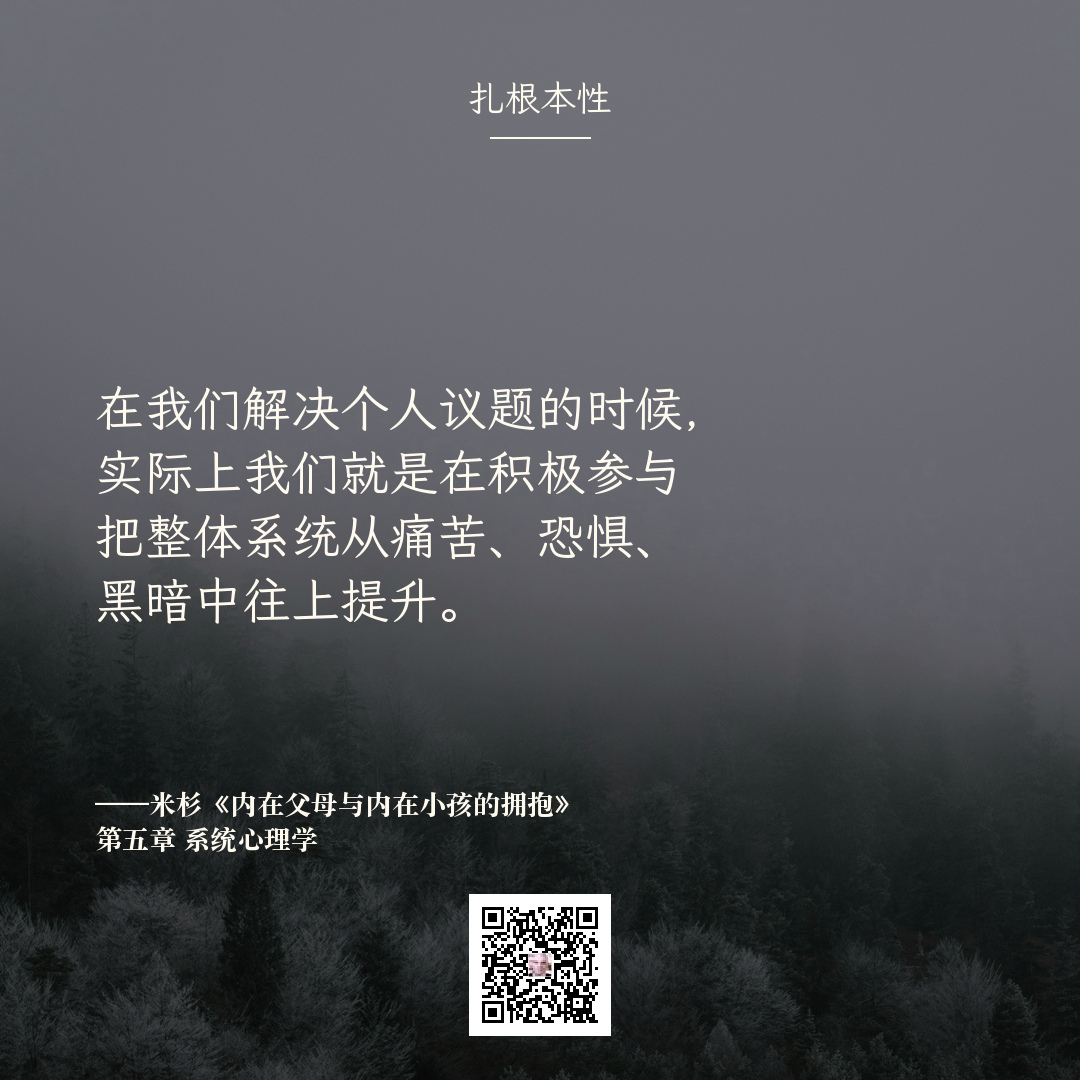 扎根本性
在我们解决个人议题的时候,
实际上我们就是在积极参与
把整体系统从痛苦、恐惧、
黑暗中往上提升。
——米杉《内在父母与内在小孩的拥抱》
第五章 系统心理学